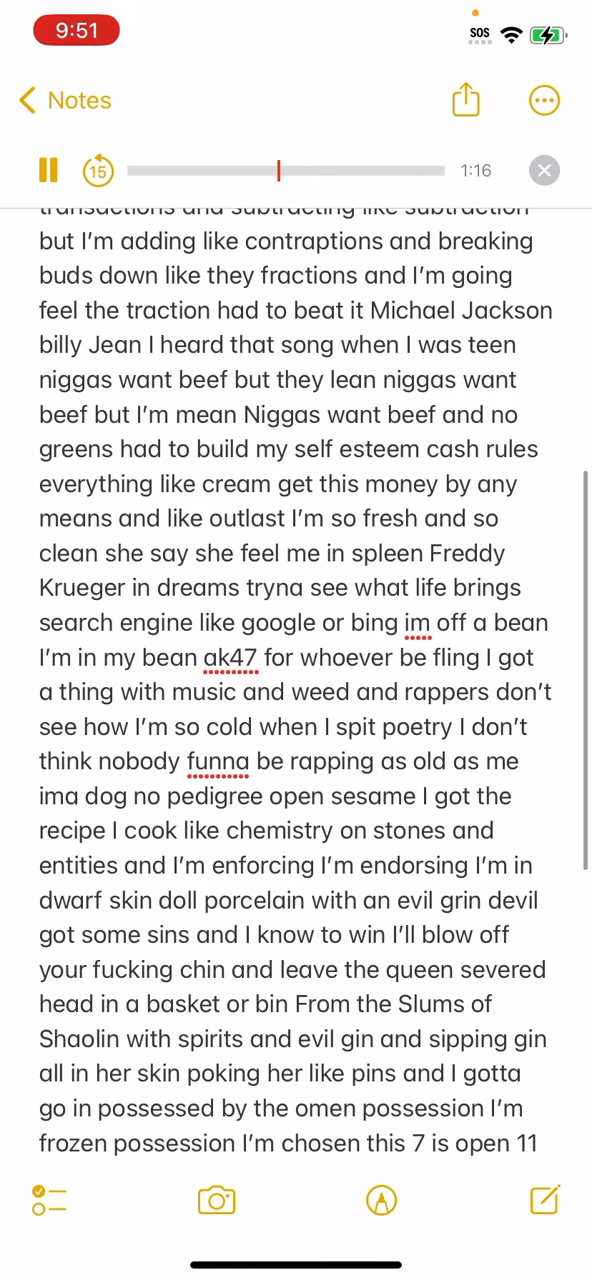 9:51
SOS
Notes
15
1:16
transactions and subtracting like subtraction
but I'm adding like contraptions and breaking
buds down like they fractions and I'm going
feel the traction had to beat it Michael Jackson
billy Jean I heard that song when I was teen
niggas want beef but they lean niggas want
beef but I'm mean Niggas want beef and no
greens had to build my self esteem cash rules
everything like cream get this money by any
means and like outlast I'm so fresh and so
clean she say she feel me in spleen Freddy
Krueger in dreams tryna see what life brings
search engine like google or bing im off a bean
I'm in my bean ak47 for whoever be fling I got
a thing with music and weed and rappers don't
see how I'm so cold when I spit poetry I don't
think nobody funna be rapping as old as me
ima dog no pedigree open sesame I got the
recipe I cook like chemistry on stones and
entities and I'm enforcing I'm endorsing I'm in
dwarf skin doll porcelain with an evil grin devil
got some sins and I know to win I'll blow off
your fucking chin and leave the queen severed
head in a basket or bin From the Slums of
Shaolin with spirits and evil gin and sipping gin
all in her skin poking her like pins and I gotta
go in possessed by the omen possession I'm
frozen possession I'm chosen this 7 is open 11